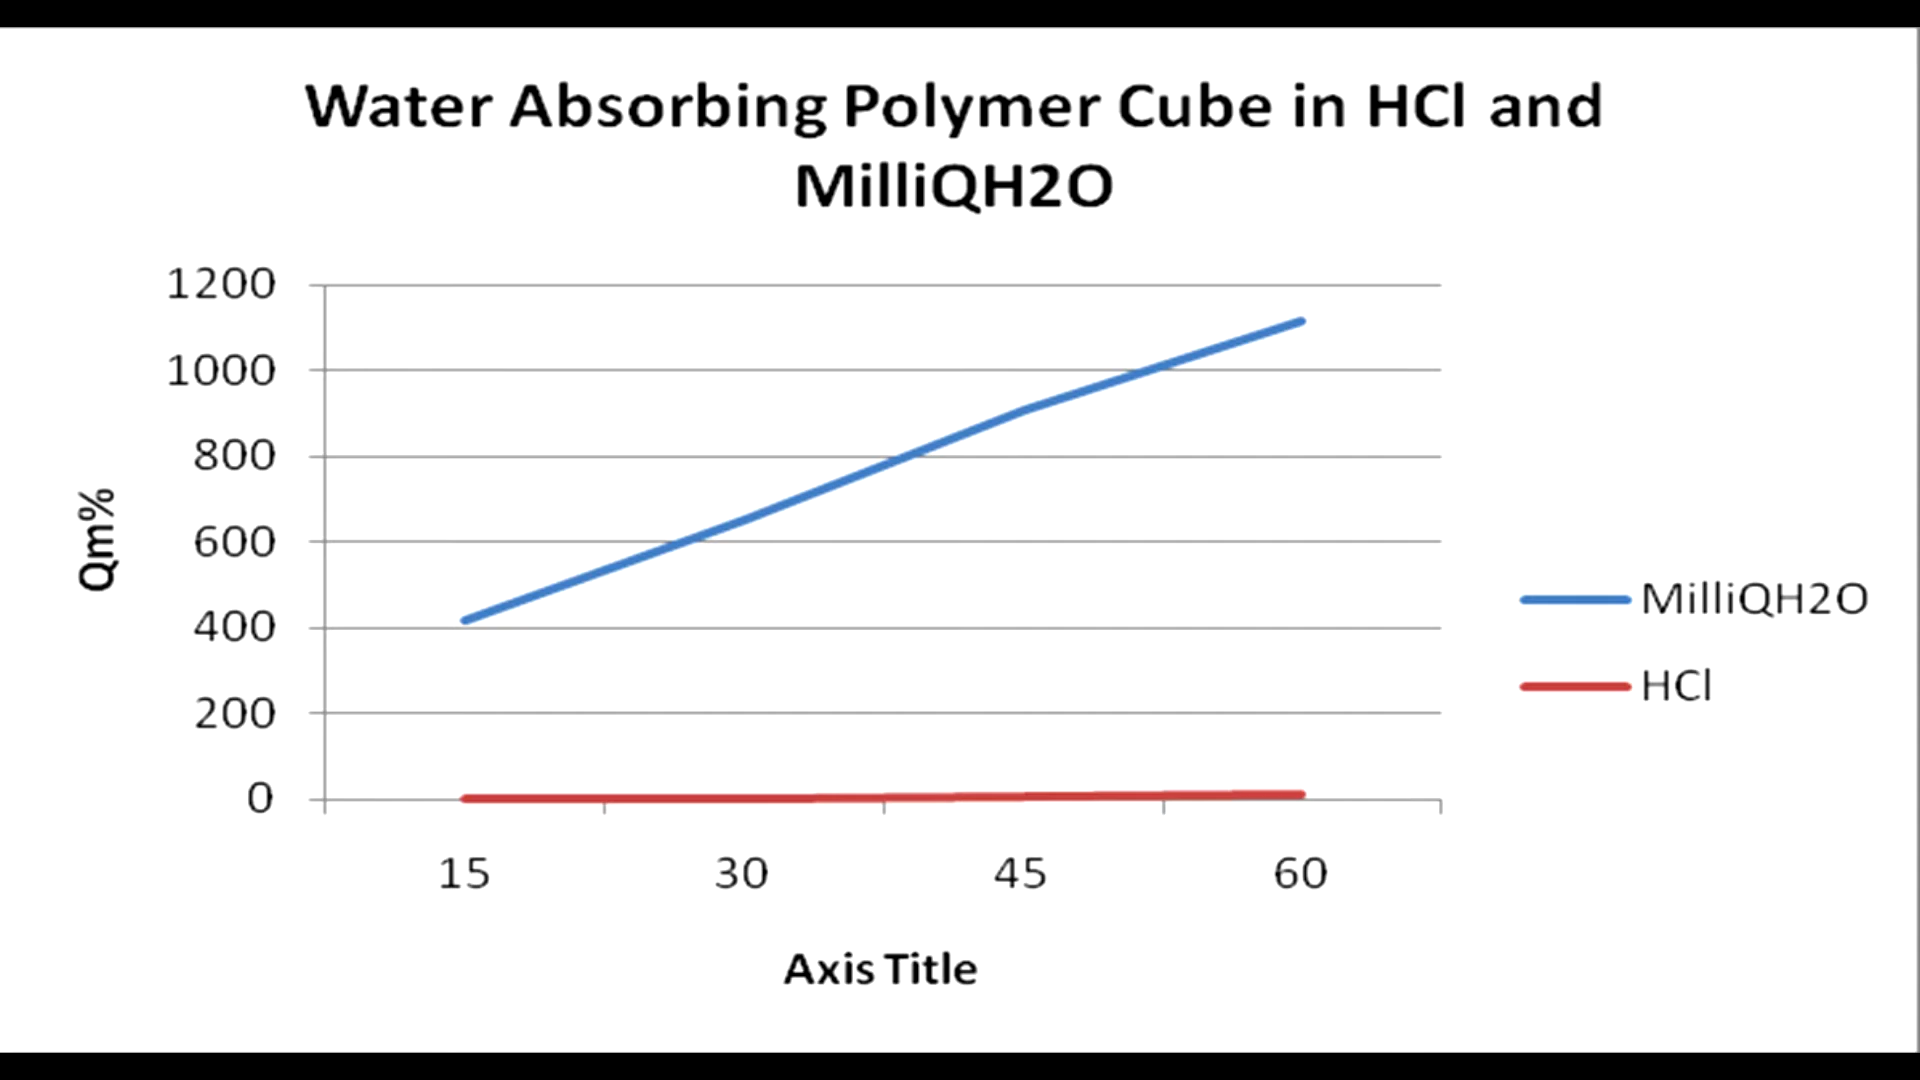 Water Absorbing Polymer Cube in HCl and
MilliQH2O
1200
1000
800
600
400
200
0
Qm%
15 30 45 60
Axis Title
MilliQH2O
HCl